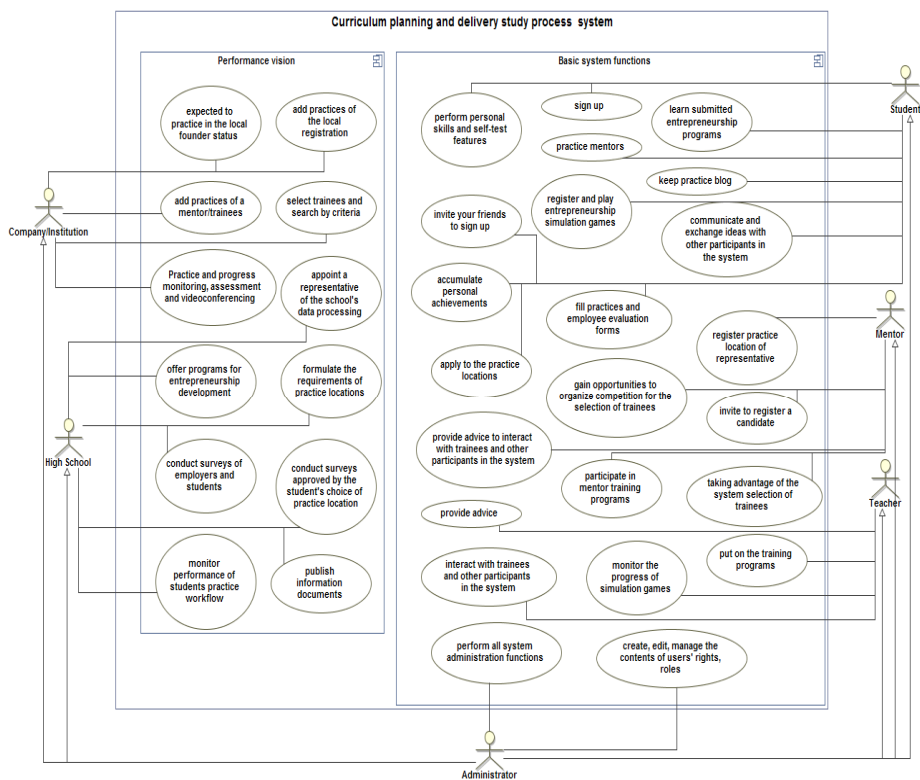 Curriculum planning and delivery study process system
Performance vision
expected to
practice in the local
founder status
add practices of
the local
registration
add practices of a
mentor/trainees
select trainees and
search by criteria
Company/Institution
Practice and progress
monitoring, assessment
and videoconferencing
appoint a
representative
of the school's
data processing
offer programs for
entrepreneurship
development
formulate the
requirements of
practice locations
High School
conduct surveys of
employers and
students
conduct surveys
approved by the
student's choice of
practice location
monitor
performance of
students practice
workflow
publish
information
documents
Basic system functions
perform personal
skills and self-test
features
sign up
learn submitted
entrepreneurship
programs
Student
practice mentors
keep practice blog
invite your friends
to sign up
register and play
entrepreneurship
simulation games
communicate and
exchange ideas with
other participants in
the system
accumulate
personal
achievements
fill practices and
employee evaluation
forms
register practice
location of
representative
Mentor
apply to the practice
locations
gain opportunities to
organize competition for the
selection of trainees
invite to register a
candidate
provide advice to interact
with trainees and other
participants in the system
participate in
mentor training
programs
taking advantage of the
system selection of
trainees
Teacher
provide advice
interact with trainees
and other participants
in the system
monitor the
progress of
simulation games
put on the training
programs
perform all system
administration functions
create, edit, manage the
contents of users' rights,
roles
Administrator